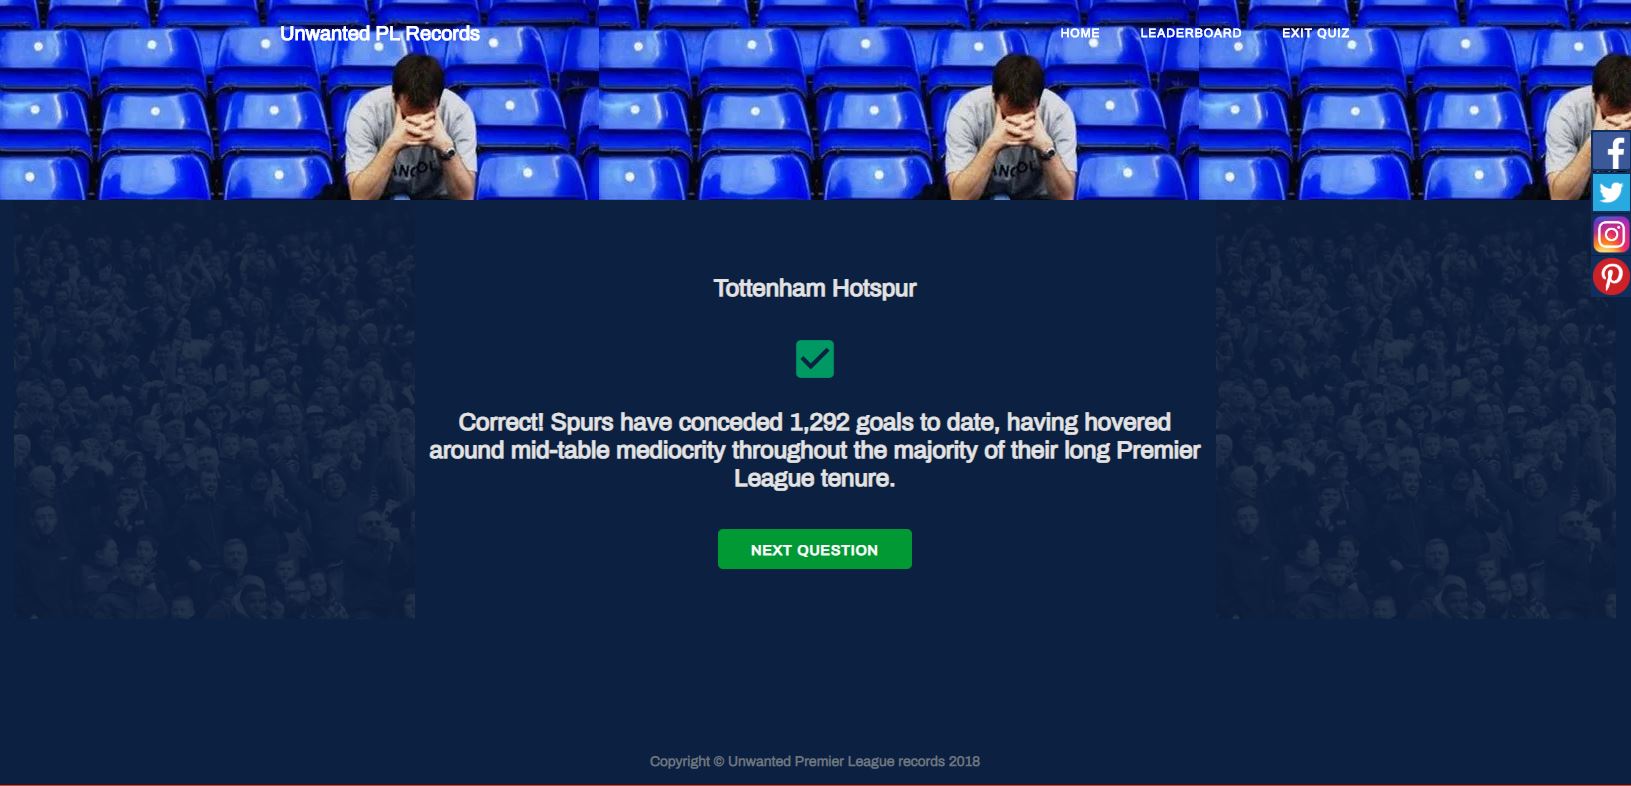 Unwanted PL Records
HOME LEADERBOARD EXIT QUIZ
Tottenham Hotspur
Correct! Spurs have conceded 1,292 goals to date, having hovered
around mid-table mediocrity throughout the majority of their long Premier
League tenure.
NEXT QUESTION
Copyright © Unwanted Premier League records 2018